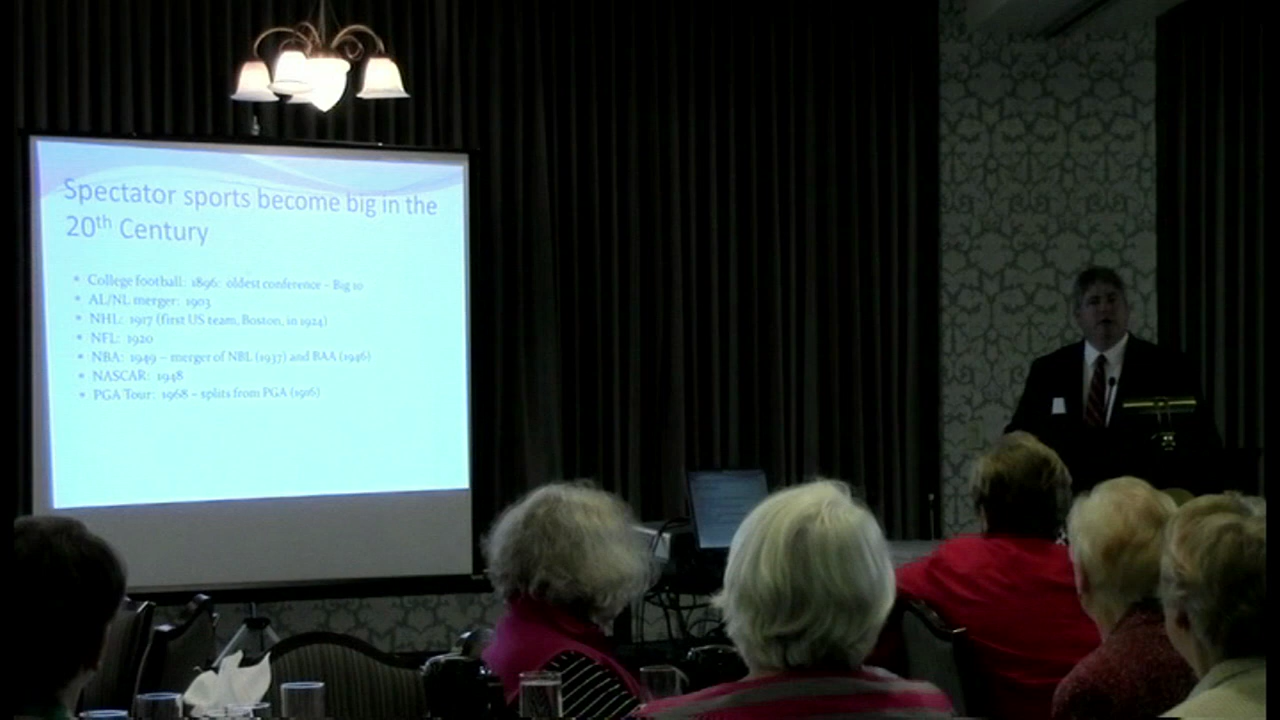 Spectator sports become big in the
20th Century
• College football: 1896: oldest conference – Big 10
• AL/NL merger: 1903
• NHL: 1917 (first US team, Boston, in 1924)
• NFL: 1920
• NBA: 1949 – merger of NBL (1937) and BAA (1946)
• NASCAR: 1948
• PGA Tour: 1968 – splits from PGA (1916)